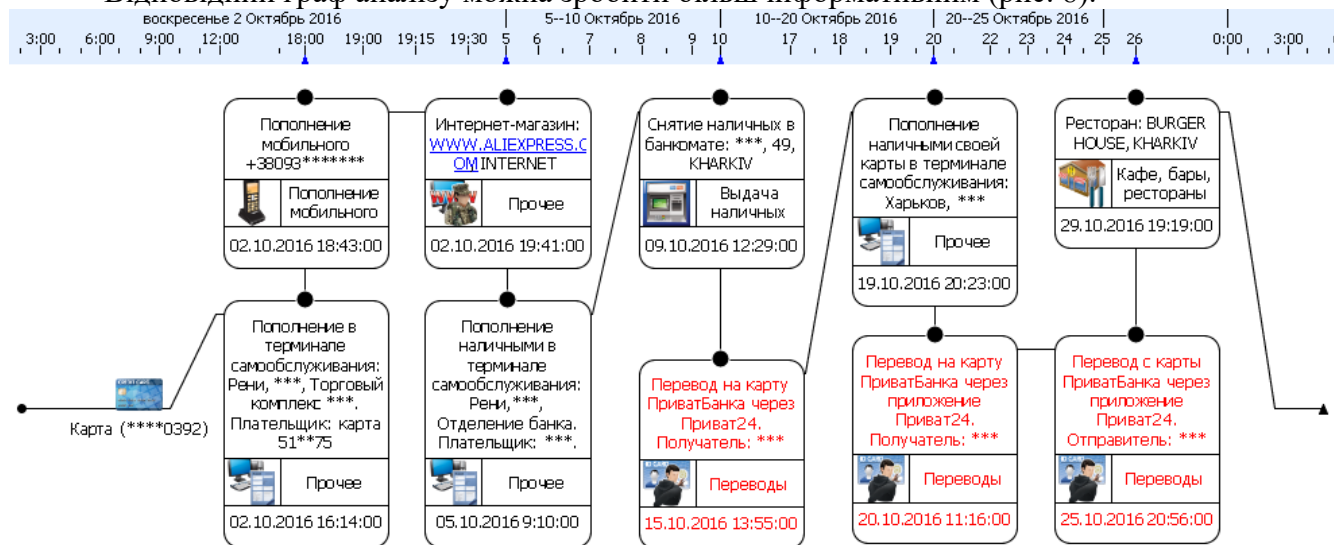 Відповідний граф аналізу можна зробити більш інформативним (рис. 8).
воскресенье 2 Октябрь 2016
5--10 Октябрь 2016
10--20 Октябрь 2016
20--25 Октябрь 2016
3:00 6:00 9:00 12:00 18:00 19:00 19:15 19:30 5 6 7 8 9 10 17 18 19 20 22 23 24 25 26 0:00 3:00
Пополнение
мобильного
+38093*******
Пополнение
мобильного
02.10.2016 18:43:00
Интернет-магазин:
WWW.ALIEXPRESS.C
OM INTERNET
Прочее
02.10.2016 19:41:00
Снятие наличных в
банкомате: ***, 49,
KHARKIV
Выдача
наличных
09.10.2016 12:29:00
Пополнение
наличными своей
карты в терминале
самообслуживания:
Харьков, ***
Прочее
19.10.2016 20:23:00
Ресторан: BURGER
HOUSE, KHARKIV
Кафе, бары,
рестораны
29.10.2016 19:19:00
Карта (****0392)
Пополнение в
терминале
самообслуживания:
Рени, ***, Торговый
комплекс ***.
Плательщик: карта
51**75
Прочее
02.10.2016 16:14:00
Пополнение
наличными в
терминале
самообслуживания:
Рени,***,
Отделение банка.
Плательщик: ***.
Прочее
05.10.2016 9:10:00
Перевод на карту
ПриватБанка через
Приват24.
Получатель: ***
Переводы
15.10.2016 13:55:00
Перевод на карту
ПриватБанка через
приложение
Приват24.
Получатель: ***
Переводы
20.10.2016 11:16:00
Перевод с карты
ПриватБанка через
приложение
Приват24.
Отправитель: ***
Переводы
25.10.2016 20:56:00